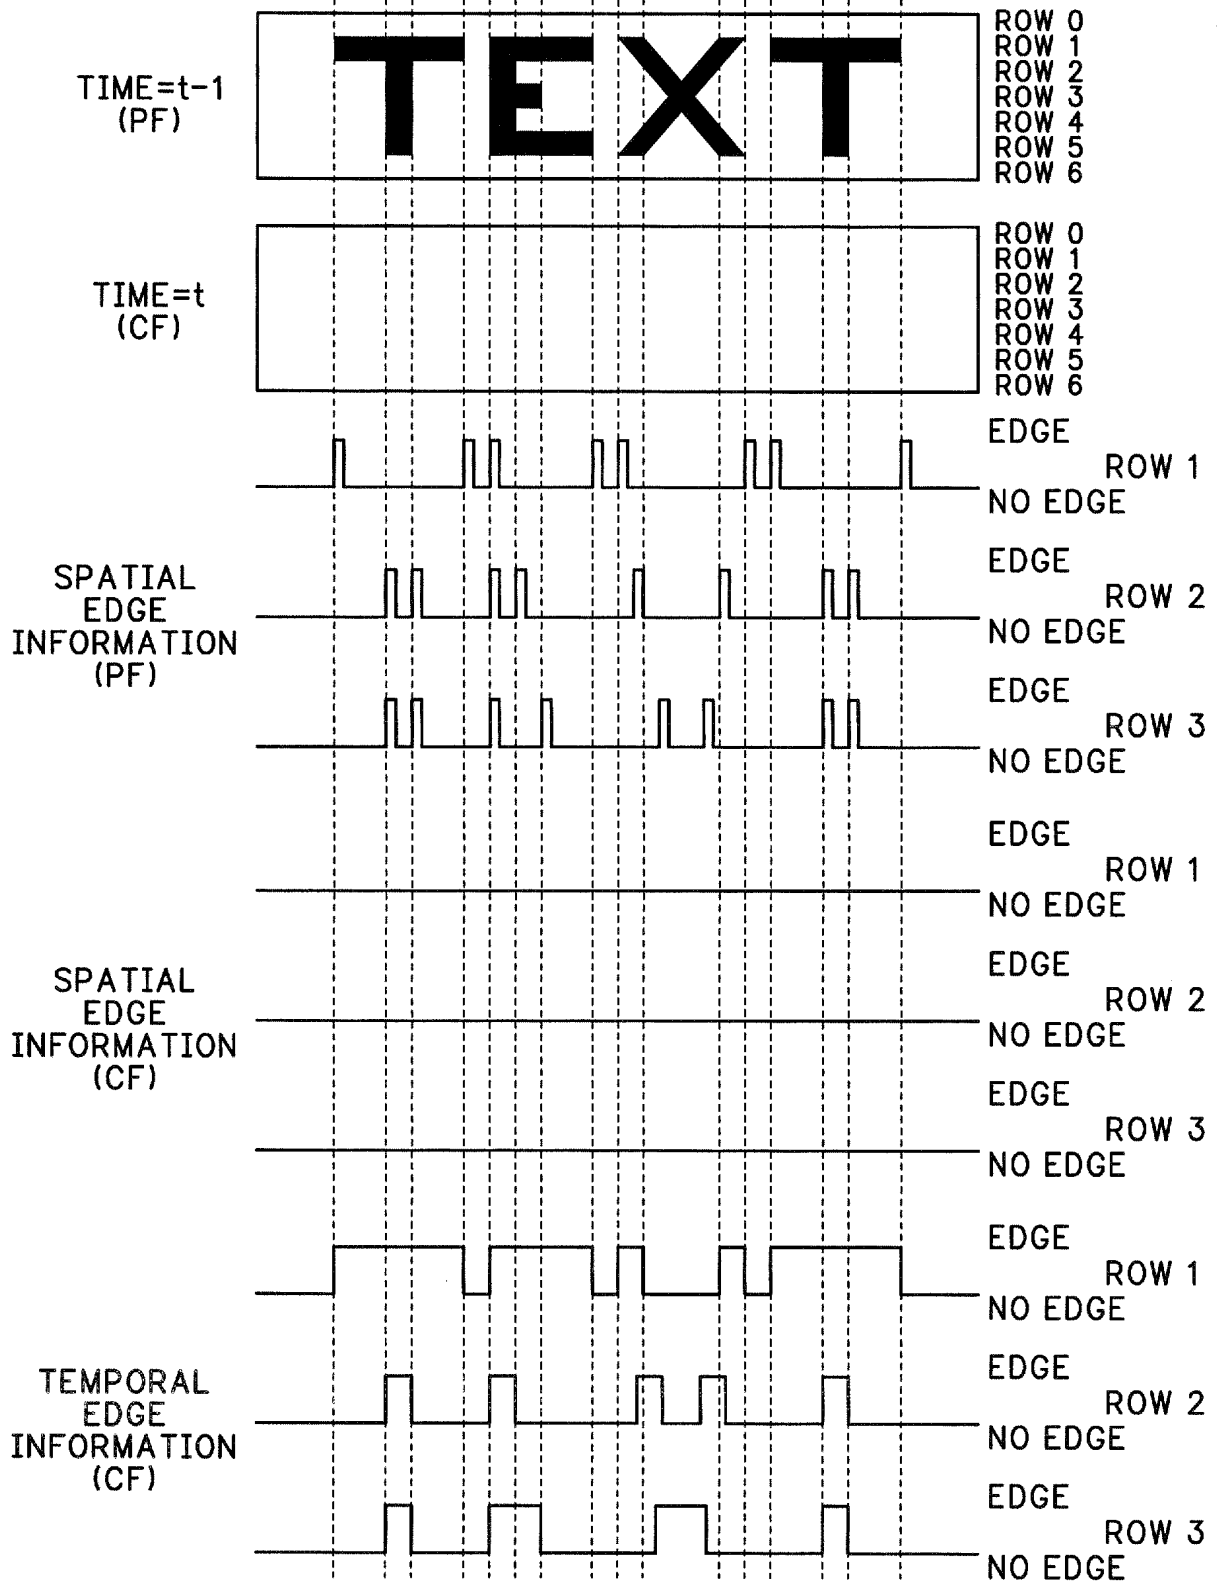 TIME=t-1
(PF)
TEXT
ROW 0
ROW 1
ROW 2
ROW 3
ROW 4
ROW 5
ROW 6
TIME=t
(CF)
ROW 0
ROW 1
ROW 2
ROW 3
ROW 4
ROW 5
ROW 6
SPATIAL
EDGE
INFORMATION
(PF)
EDGE
ROW 1
NO EDGE
EDGE
ROW 2
NO EDGE
EDGE
ROW 3
NO EDGE
SPATIAL
EDGE
INFORMATION
(CF)
EDGE
ROW 1
NO EDGE
EDGE
ROW 2
NO EDGE
EDGE
ROW 3
NO EDGE
TEMPORAL
EDGE
INFORMATION
(CF)
EDGE
ROW 1
NO EDGE
EDGE
ROW 2
NO EDGE
EDGE
ROW 3
NO EDGE